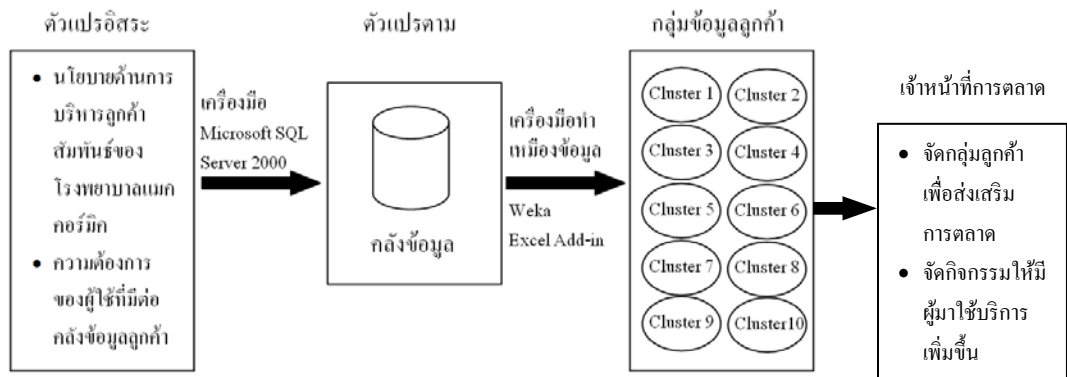 ตัวแปรอิสระ
• นโยบายด้านการ
บริหารลูกค้า
สัมพันธ์ของ
โรงพยาบาลแมค
คอร์มิค
• ความต้องการ
ของผู้ใช้ที่มีต่อ
คลังข้อมูลลูกค้า
เครื่องมือ
Microsoft SQL
Server 2000
ตัวแปรตาม
คลังข้อมูล
เครื่องมือทำ
เหมืองข้อมูล
Weka
Excel Add-in
กลุ่มข้อมูลลูกค้า
Cluster 1 Cluster 2
Cluster 3 Cluster 4
Cluster 5 Cluster 6
Cluster 7 Cluster 8
Cluster 9 Cluster10
เจ้าหน้าที่การตลาด
• จัดกลุ่มลูกค้า
เพื่อส่งเสริม
การตลาด
• จัดกิจกรรมให้มี
ผู้มาใช้บริการ
เพิ่มขึ้น